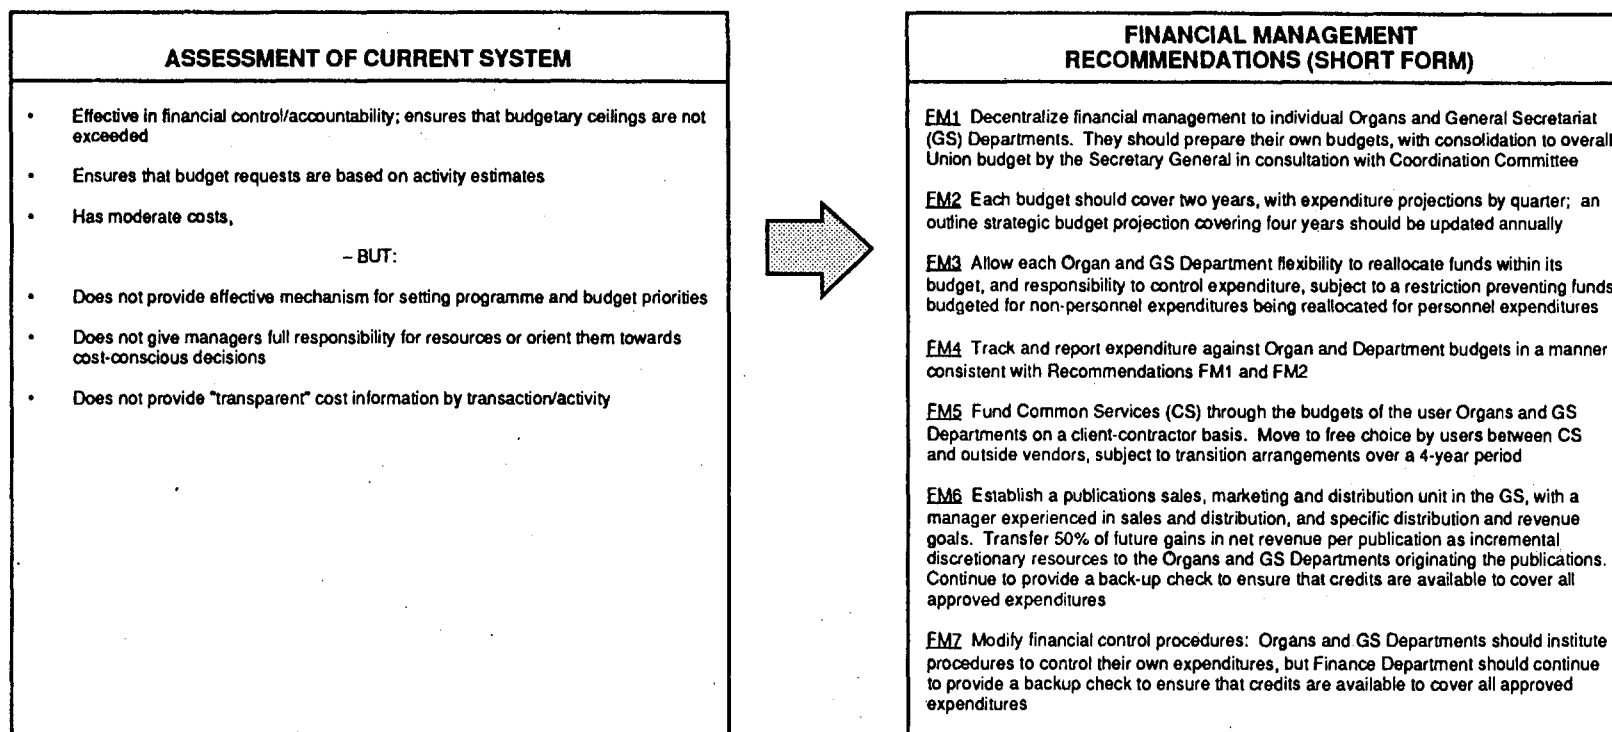 ASSESSMENT OF CURRENT SYSTEM
• Effective in financial control/accountability; ensures that budgetary ceilings are not
exceeded
• Ensures that budget requests are based on activity estimates
• Has moderate costs,
– BUT:
• Does not provide effective mechanism for setting programme and budget priorities
• Does not give managers full responsibility for resources or orient them towards
cost-conscious decisions
• Does not provide "transparent" cost information by transaction/activity
FINANCIAL MANAGEMENT
RECOMMENDATIONS (SHORT FORM)
FM1 Decentralize financial management to individual Organs and General Secretariat
(GS) Departments. They should prepare their own budgets, with consolidation to overall
Union budget by the Secretary General in consultation with Coordination Committee
FM2 Each budget should cover two years, with expenditure projections by quarter; an
outline strategic budget projection covering four years should be updated annually
FM3 Allow each Organ and GS Department flexibility to reallocate funds within its
budget, and responsibility to control expenditure, subject to a restriction preventing funds
budgeted for non-personnel expenditures being reallocated for personnel expenditures
FM4 Track and report expenditure against Organ and Department budgets in a manner
consistent with Recommendations FM1 and FM2
FM5 Fund Common Services (CS) through the budgets of the user Organs and GS
Departments on a client-contractor basis. Move to free choice by users between CS
and outside vendors, subject to transition arrangements over a 4-year period
FM6 Establish a publications sales, marketing and distribution unit in the GS, with a
manager experienced in sales and distribution, and specific distribution and revenue
goals. Transfer 50% of future gains in net revenue per publication as incremental
discretionary resources to the Organs and GS Departments originating the publications.
Continue to provide a back-up check to ensure that credits are available to cover all
approved expenditures
FM7 Modify financial control procedures: Organs and GS Departments should institute
procedures to control their own expenditures, but Finance Department should continue
to provide a backup check to ensure that credits are available to cover all approved
expenditures